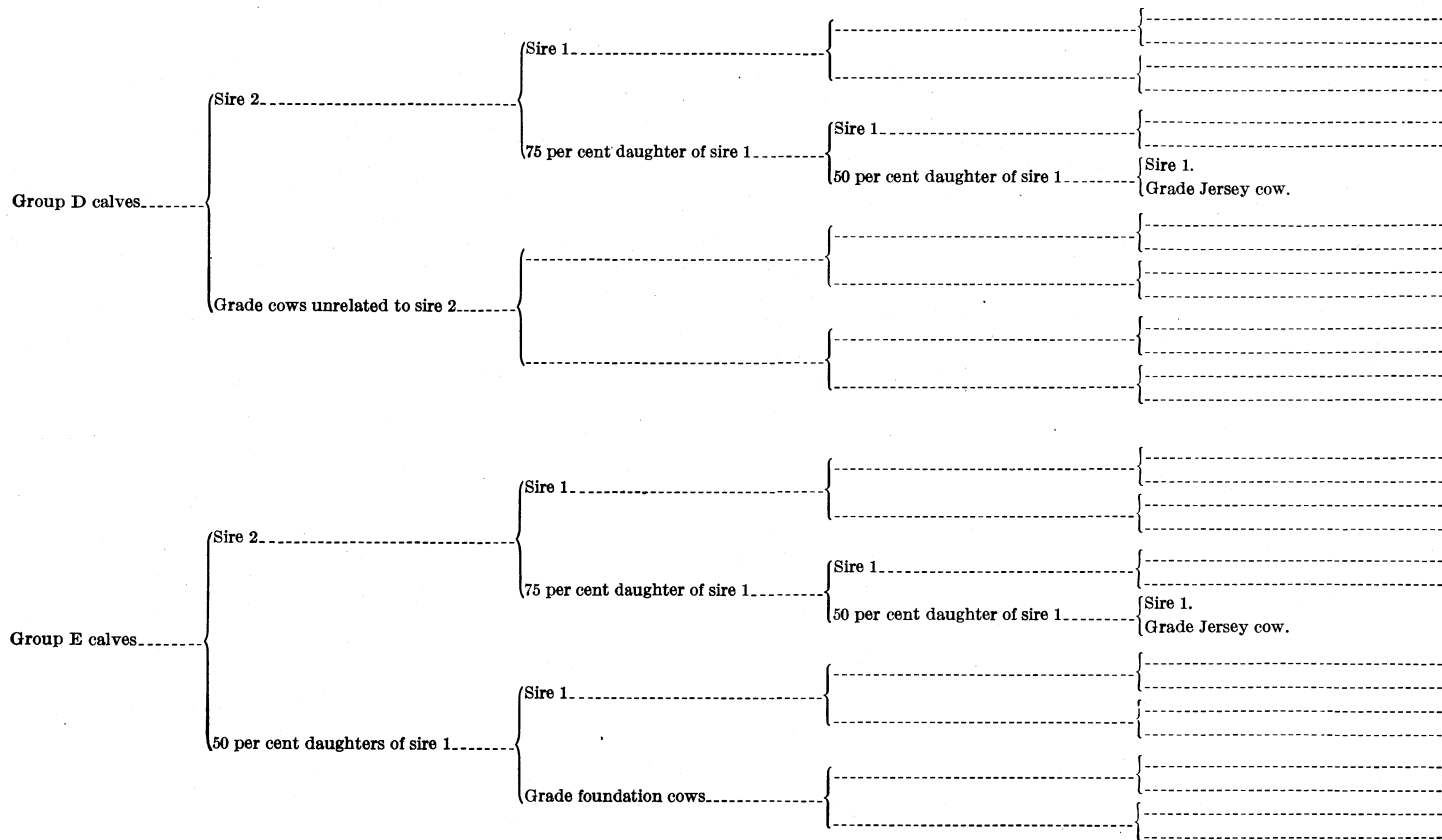 Sire 1
Sire 2
Sire 1
75 per cent daughter of sire 1
50 per cent daughter of sire 1
Sire 1.
Grade Jersey cow.
Group D calves
Grade cows unrelated to sire 2
Sire 1
Sire 2
Sire 1
75 per cent daughter of sire 1
50 per cent daughter of sire 1
Sire 1.
Grade Jersey cow.
Group E calves
Sire 1
50 per cent daughters of sire 1
Grade foundation cows